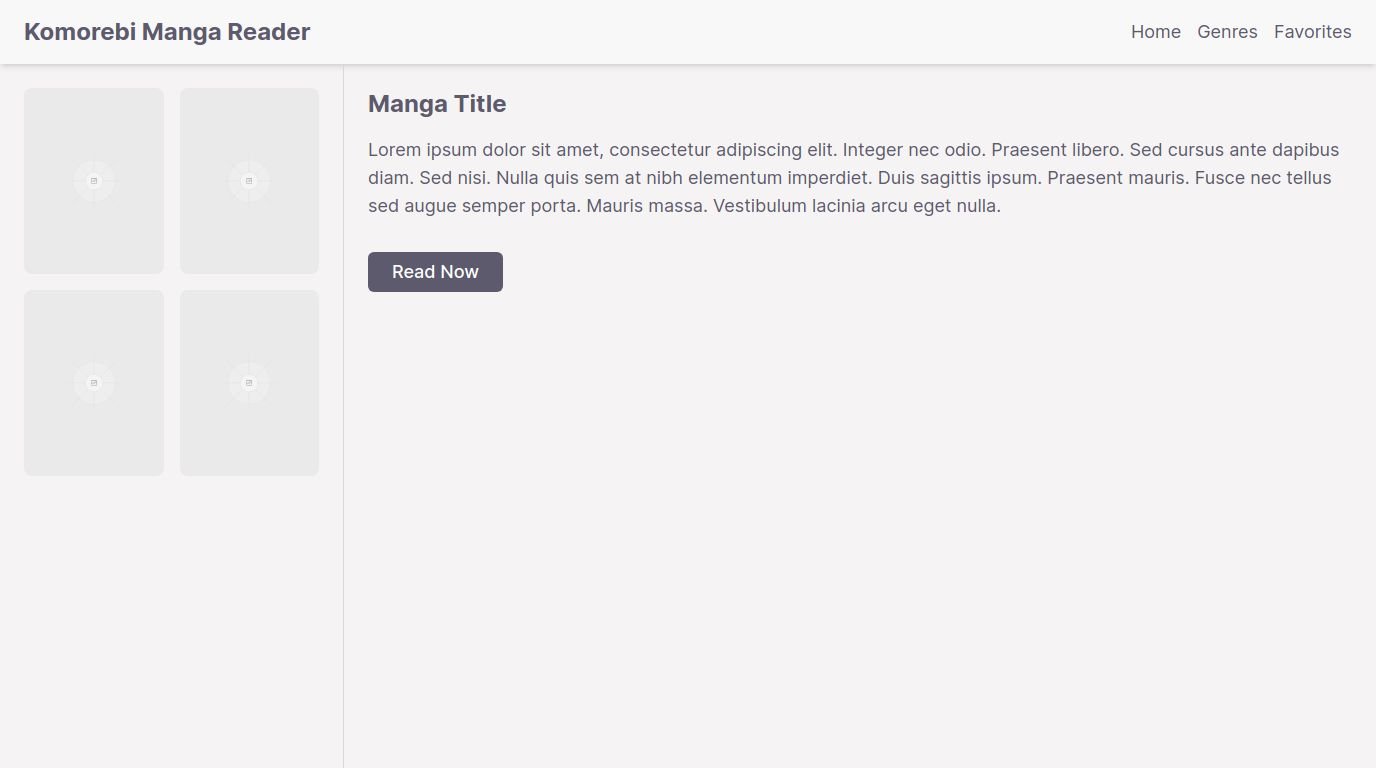 Komorebi Manga Reader
Home Genres Favorites
Manga Title
Lorem ipsum dolor sit amet, consectetur adipiscing elit. Integer nec odio. Praesent libero. Sed cursus ante dapibus
diam. Sed nisi. Nulla quis sem at nibh elementum imperdiet. Duis sagittis ipsum. Praesent mauris. Fusce nec tellus
sed augue semper porta. Mauris massa. Vestibulum lacinia arcu eget nulla.
Read Now